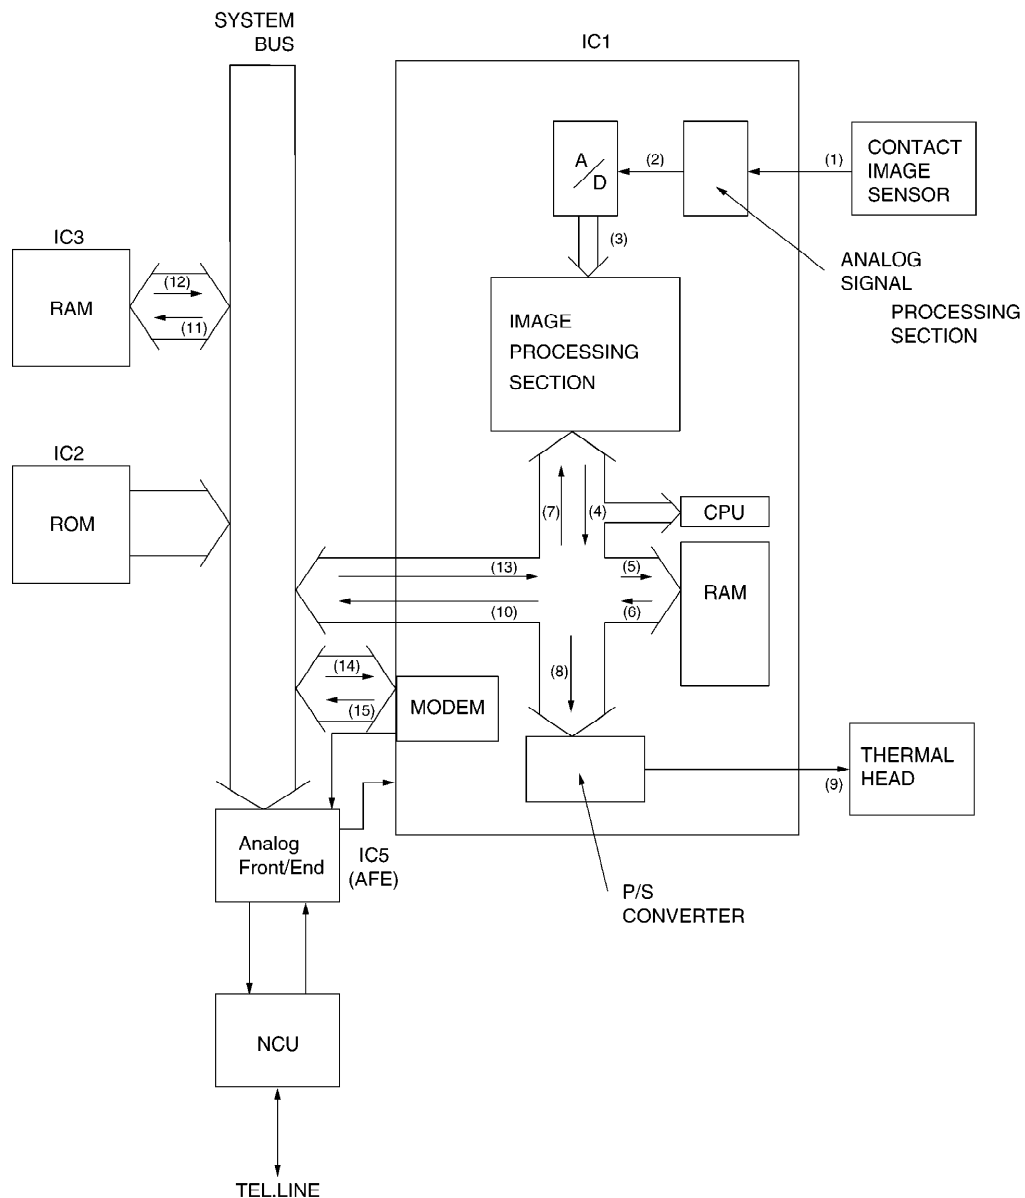 SYSTEM
BUS
IC1
CONTACT
IMAGE
SENSOR
(1)
(2)
A/D
(3)
ANALOG
SIGNAL
PROCESSING
SECTION
IC3
RAM
(12)
(11)
IMAGE
PROCESSING
SECTION
IC2
ROM
(7)
(4)
CPU
(13)
(5)
RAM
(10)
(6)
(14)
(8)
(15)
MODEM
THERMAL
HEAD
(9)
Analog
Front/End
IC5
(AFE)
P/S
CONVERTER
NCU
TEL.LINE